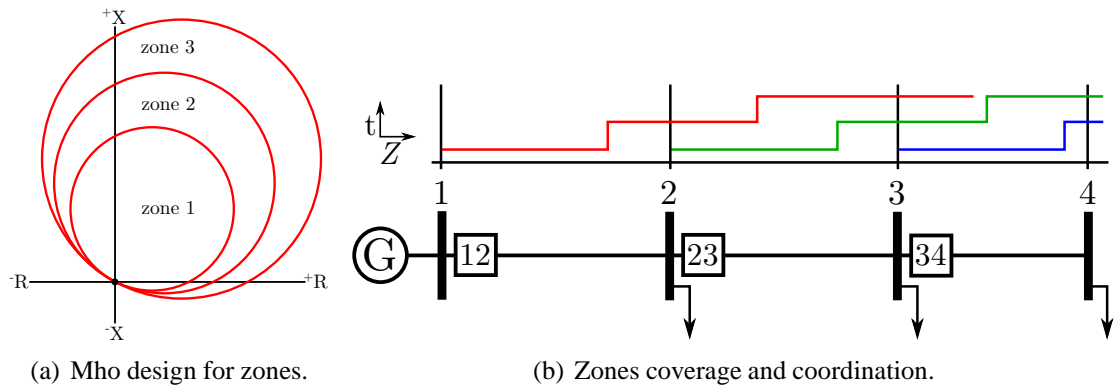 +X
zone 3
zone 2
zone 1
-R
+R
-X
t
Z
1 2 3 4
G 12 23 34
(a) Mho design for zones.
(b) Zones coverage and coordination.